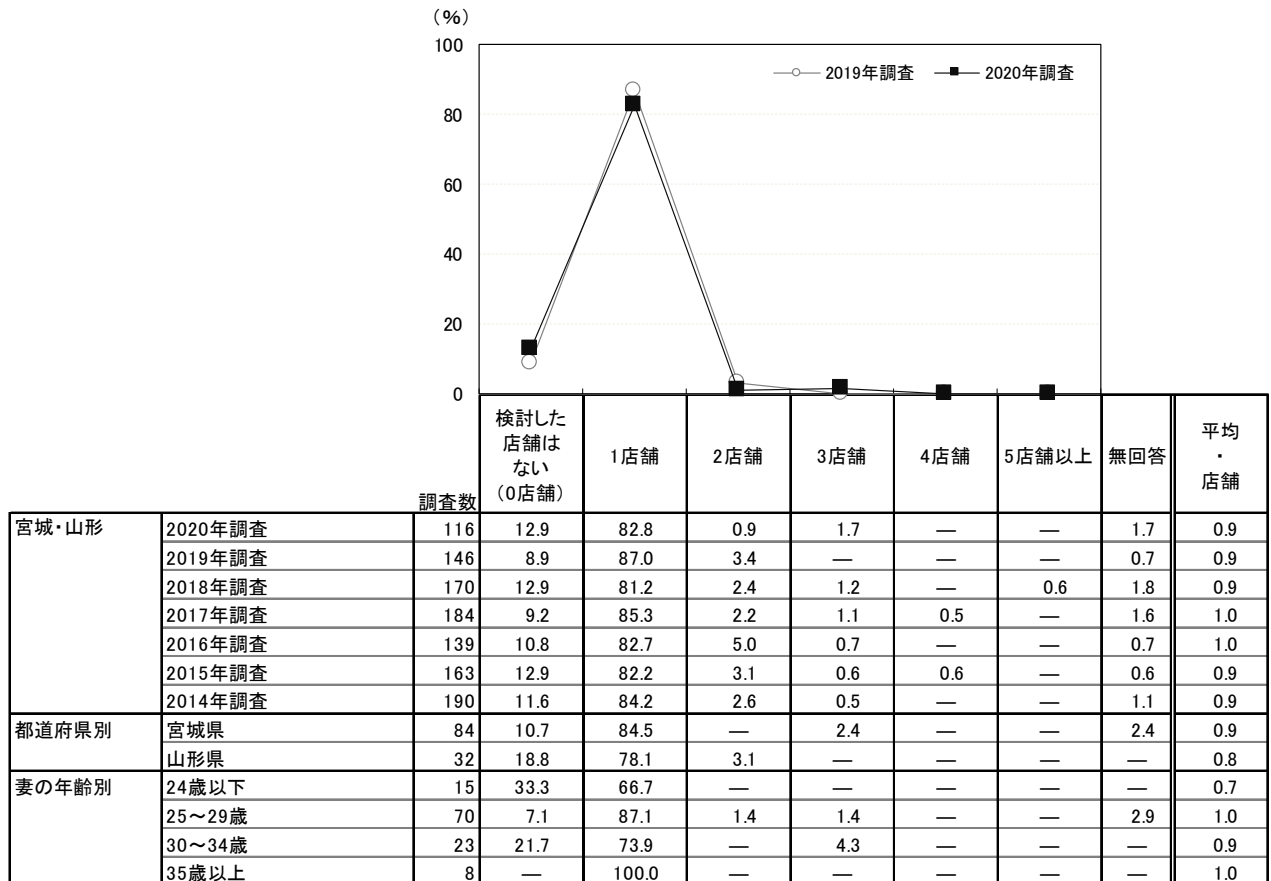 （%）
100
80
60
40
20
0
2019年調査 2020年調査
調査数 検討した店舗はない（0店舗） 1店舗 2店舗 3店舗 4店舗 5店舗以上 無回答 平均・店舗
宮城・山形 2020年調査 116 12.9 82.8 0.9 1.7 ― ― 1.7 0.9
2019年調査 146 8.9 87.0 3.4 ― ― ― 0.7 0.9
2018年調査 170 12.9 81.2 2.4 1.2 ― 0.6 1.8 0.9
2017年調査 184 9.2 85.3 2.2 1.1 0.5 ― 1.6 1.0
2016年調査 139 10.8 82.7 5.0 0.7 ― ― 0.7 1.0
2015年調査 163 12.9 82.2 3.1 0.6 0.6 ― 0.6 0.9
2014年調査 190 11.6 84.2 2.6 0.5 ― ― 1.1 0.9
都道府県別 宮城県 84 10.7 84.5 ― 2.4 ― ― 2.4 0.9
山形県 32 18.8 78.1 3.1 ― ― ― ― 0.8
妻の年齢別 24歳以下 15 33.3 66.7 ― ― ― ― ― 0.7
25～29歳 70 7.1 87.1 1.4 1.4 ― ― 2.9 1.0
30～34歳 23 21.7 73.9 ― 4.3 ― ― ― 0.9
35歳以上 8 ― 100.0 ― ― ― ― ― 1.0